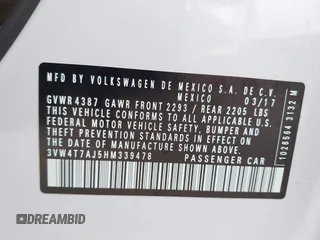 MFD BY VOLKSWAGEN DE MEXICO S.A. DE C.V.
MEXICO 03/17
GVWR 4387 GAWR FRONT 2293 / REAR 2205 LBS
THIS VEHICLE CONFORMS TO ALL APPLICABLE U.S.
FEDERAL MOTOR VEHICLE SAFETY, BUMPER AND
THEFT PREVENTION STANDARDS IN EFFECT ON THE
DATE OF MANUFACTURE SHOWN ABOVE.
3VW4T7AJ5HM339478 PASSENGER CAR
1026564 3132 M
DREAMBID